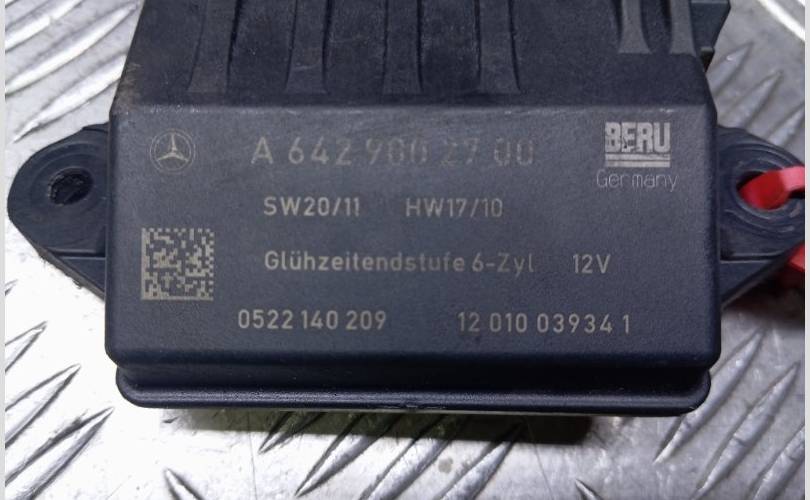 A 642 900 27 00
BERU
Germany
SW20/11 HW17/10
Glühzeitendstufe 6-Zyl 12V
0522 140 209 12 010 03934 1